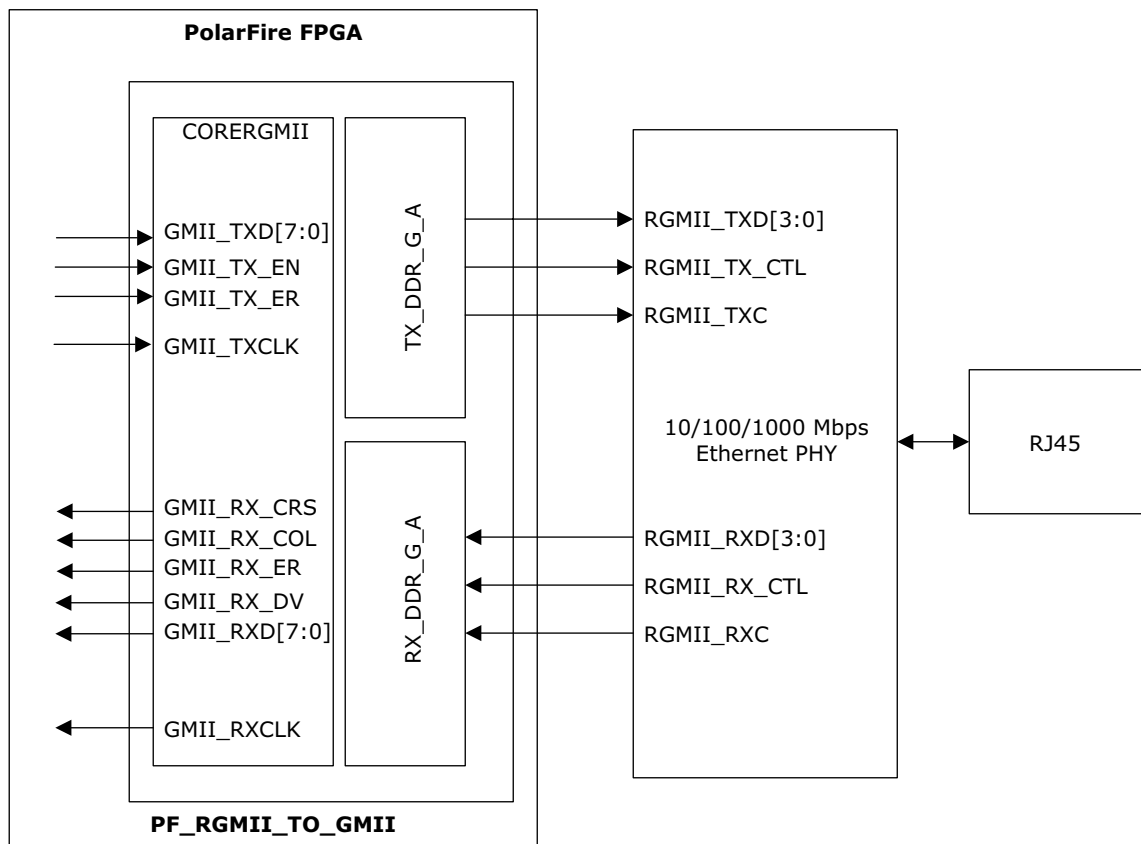 PolarFire FPGA
CORERGMII
GMII_TXD[7:0]
GMII_TX_EN
GMII_TX_ER
GMII_TXCLK
GMII_RX_CRS
GMII_RX_COL
GMII_RX_ER
GMII_RX_DV
GMII_RXD[7:0]
GMII_RXCLK
TX_DDR_G_A
RX_DDR_G_A
PF_RGMII_TO_GMII
RGMII_TXD[3:0]
RGMII_TX_CTL
RGMII_TXC
10/100/1000 Mbps
Ethernet PHY
RGMII_RXD[3:0]
RGMII_RX_CTL
RGMII_RXC
RJ45